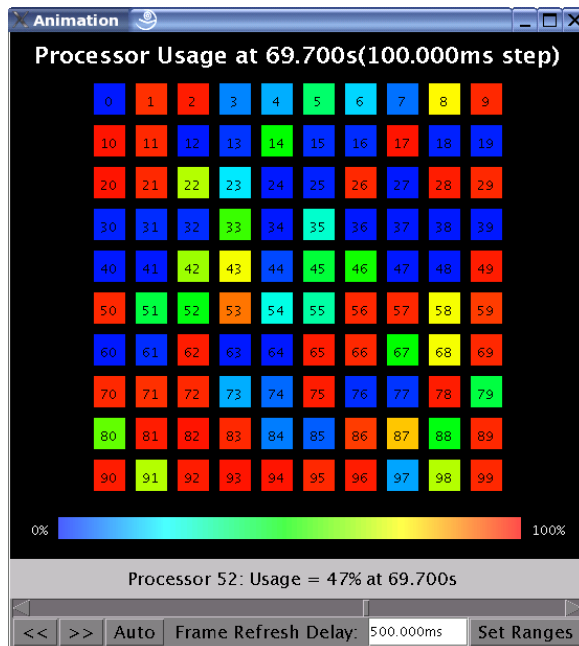 Animation
Processor Usage at 69.700s(100.000ms step)
0 1 2 3 4 5 6 7 8 9
10 11 12 13 14 15 16 17 18 19
20 21 22 23 24 25 26 27 28 29
30 31 32 33 34 35 36 37 38 39
40 41 42 43 44 45 46 47 48 49
50 51 52 53 54 55 56 57 58 59
60 61 62 63 64 65 66 67 68 69
70 71 72 73 74 75 76 77 78 79
80 81 82 83 84 85 86 87 88 89
90 91 92 93 94 95 96 97 98 99
0% 100%
Processor 52: Usage = 47% at 69.700s
<< >> Auto Frame Refresh Delay: 500.000ms Set Ranges